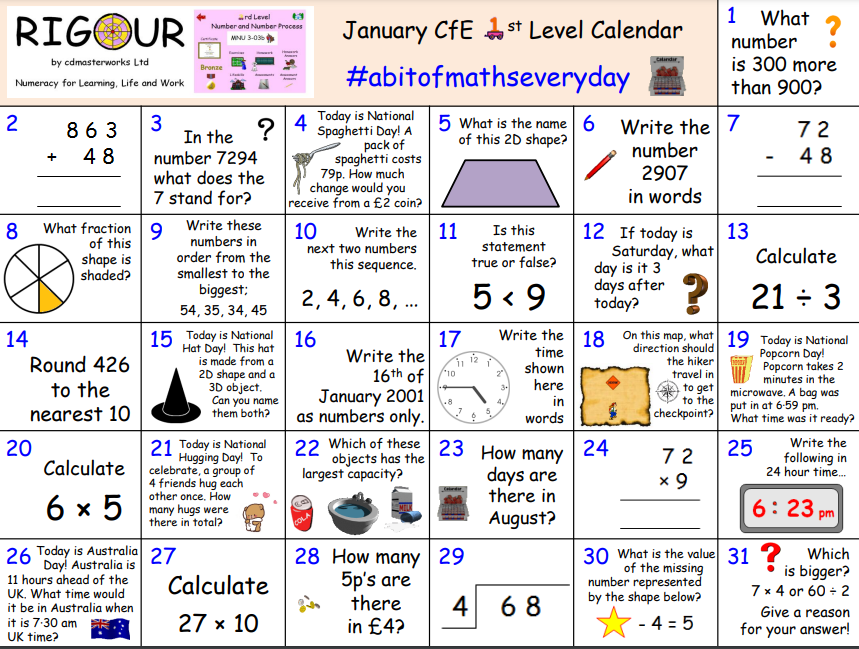 RIGOUR
by cdmasterworks Ltd
Numeracy for Learning, Life and Work
rd Level
Number and Number Process
MNU 3-03b
Bronze
January CfE 1st Level Calendar
#abitofmathseveryday
1 What
number
is 300 more
than 900?
?
2
863
+ 48
3
?
In the
number 7294
what does the
7 stand for?
4 Today is National
Spaghetti Day! A
pack of
spaghetti costs
79p. How much
change would you
receive from a £2 coin?
5 What is the name
of this 2D shape?
6 Write the
number
2907
in words
7
72
- 48
8 What fraction
of this
shape is
shaded?
9 Write these
numbers in
order from the
smallest to the
biggest;
54, 35, 34, 45
10 Write the
next two numbers
this sequence.
2, 4, 6, 8, ...
11 Is this
statement
true or false?
5 < 9
12 If today is
Saturday, what
day is it 3
days after
today?
?
13
Calculate
21 ÷ 3
14
Round 426
to the
nearest 10
15 Today is National
Hat Day! This hat
is made from a
2D shape and a
3D object.
Can you name
them both?
16
Write the
16th of
January 2001
as numbers only.
17 Write the
time
shown
here
in
words
12
1
2
3
4
5
6
7
8
9
10
11
18 On this map, what
direction should
the hiker
travel in
to get
to the
checkpoint?
19 Today is National
Popcorn Day!
Popcorn takes 2
minutes in the
microwave. A bag was
put in at 6·59 pm.
What time was it ready?
20
Calculate
6 × 5
21 Today is National
Hugging Day! To
celebrate, a group of
4 friends hug each
other once. How
many hugs were
there in total?
22 Which of these
objects has the
largest capacity?
COLA
MILK
23 How many
days are
there in
August?
Calendar
24
72
× 9
25 Write the
following in
24 hour time...
6:23 pm
26 Today is Australia
Day! Australia is
11 hours ahead of the
UK. What time would
it be in Australia when
it is 7·30 am
UK time?
27
Calculate
27 × 10
28 How many
5p's are
there
in £4?
29
4 68
30 What is the value
of the missing
number represented
by the shape below?
- 4 = 5
31 ? Which
is bigger?
7 × 4 or 60 ÷ 2
Give a reason
for your answer!